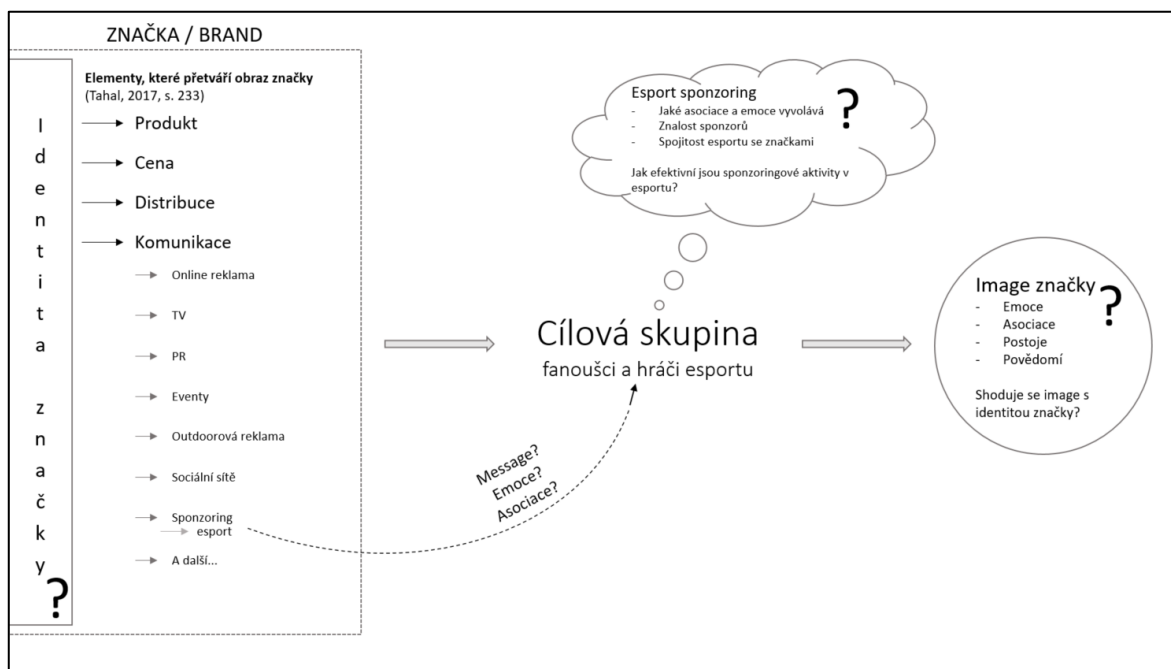 ZNAČKA / BRAND
Identita značky
?
Elementy, které přetváří obraz značky
(Tahal, 2017, s. 233)
Produkt
Cena
Distribuce
Komunikace
Online reklama
TV
PR
Eventy
Outdoorová reklama
Sociální sítě
Sponzoring
esport
A další...
Message?
Emoce?
Asociace?
Esport sponzoring
- Jaké asociace a emoce vyvolává
- Znalost sponzorů
- Spojitost esportu se značkami
?
Jak efektivní jsou sponzoringové aktivity v
esportu?
Cílová skupina
fanoušci a hráči esportu
Image značky
- Emoce
- Asociace
- Postoje
- Povědomí
?
Shoduje se image s
identitou značky?